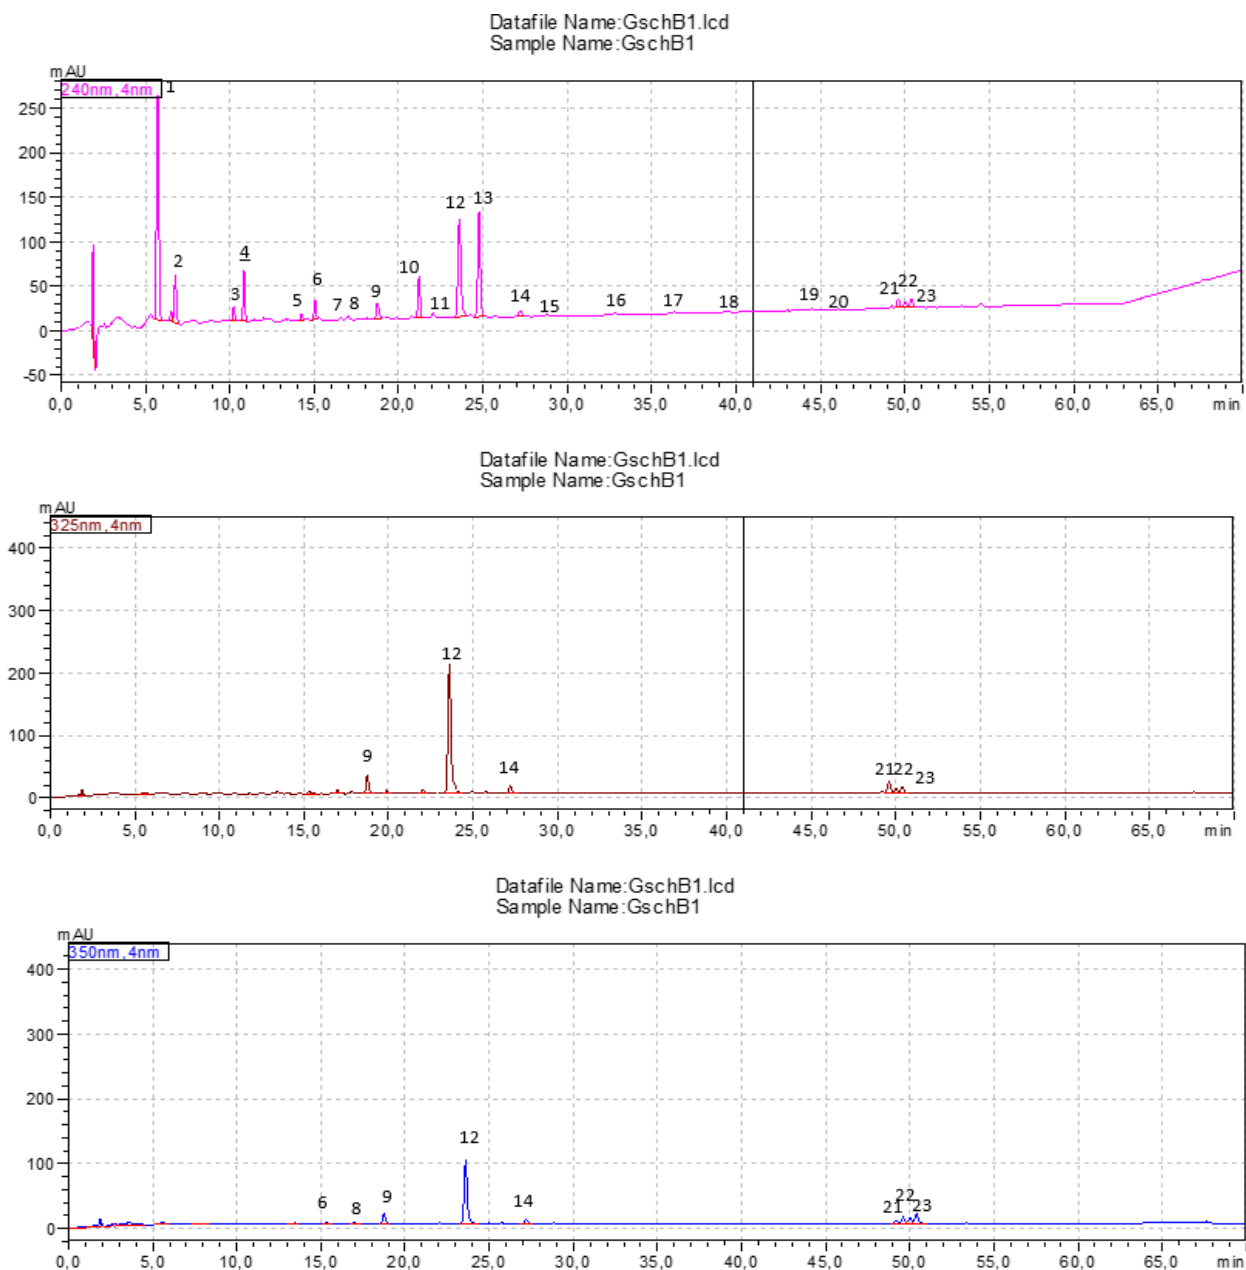 Datafile Name:GschB1.lcd
Sample Name:GschB1
mAU
240nm,4nm
1
250
200
150
100
50
0
-50
2 3 4 5 6 7 8 9 10 11 12 13 14 15 16 17 18 19 20 21 22 23
0,0 5,0 10,0 15,0 20,0 25,0 30,0 35,0 40,0 45,0 50,0 55,0 60,0 65,0 min
Datafile Name:GschB1.lcd
Sample Name:GschB1
mAU
325nm,4nm
400
300
200
100
0
9 12 14 21 22 23
0,0 5,0 10,0 15,0 20,0 25,0 30,0 35,0 40,0 45,0 50,0 55,0 60,0 65,0 min
Datafile Name:GschB1.lcd
Sample Name:GschB1
mAU
350nm,4nm
400
300
200
100
0
6 8 9 12 14 21 22 23
0,0 5,0 10,0 15,0 20,0 25,0 30,0 35,0 40,0 45,0 50,0 55,0 60,0 65,0 min